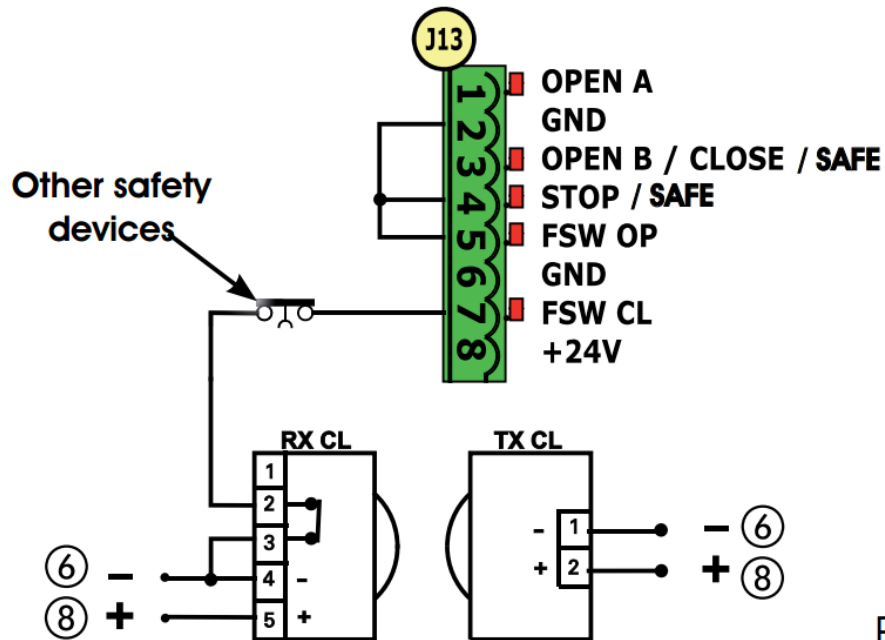 J13
1 OPEN A
2 GND
3 OPEN B / CLOSE / SAFE
4 STOP / SAFE
5 FSW OP
6 GND
7 FSW CL
8 +24V
Other safety
devices
RX CL
1
2
3
4 -
5 +
6 -
8 +
TX CL
- 1
+ 2
- 6
+ 8